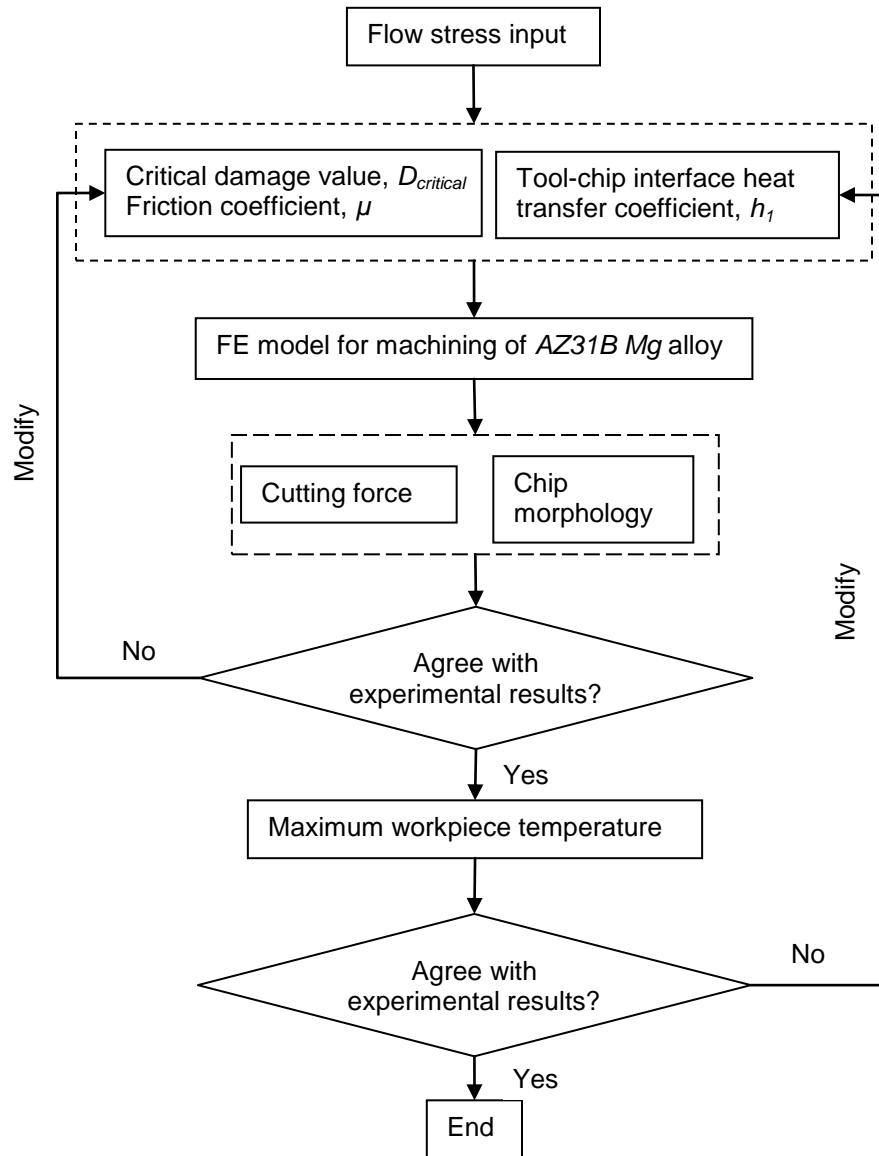 Flow stress input
Critical damage value, D_critical
Friction coefficient, μ
Tool-chip interface heat
transfer coefficient, h_1
FE model for machining of AZ31B Mg alloy
Modify
Cutting force
Chip
morphology
Modify
No
Agree with
experimental results?
Yes
Maximum workpiece temperature
Agree with
experimental results?
No
Yes
End